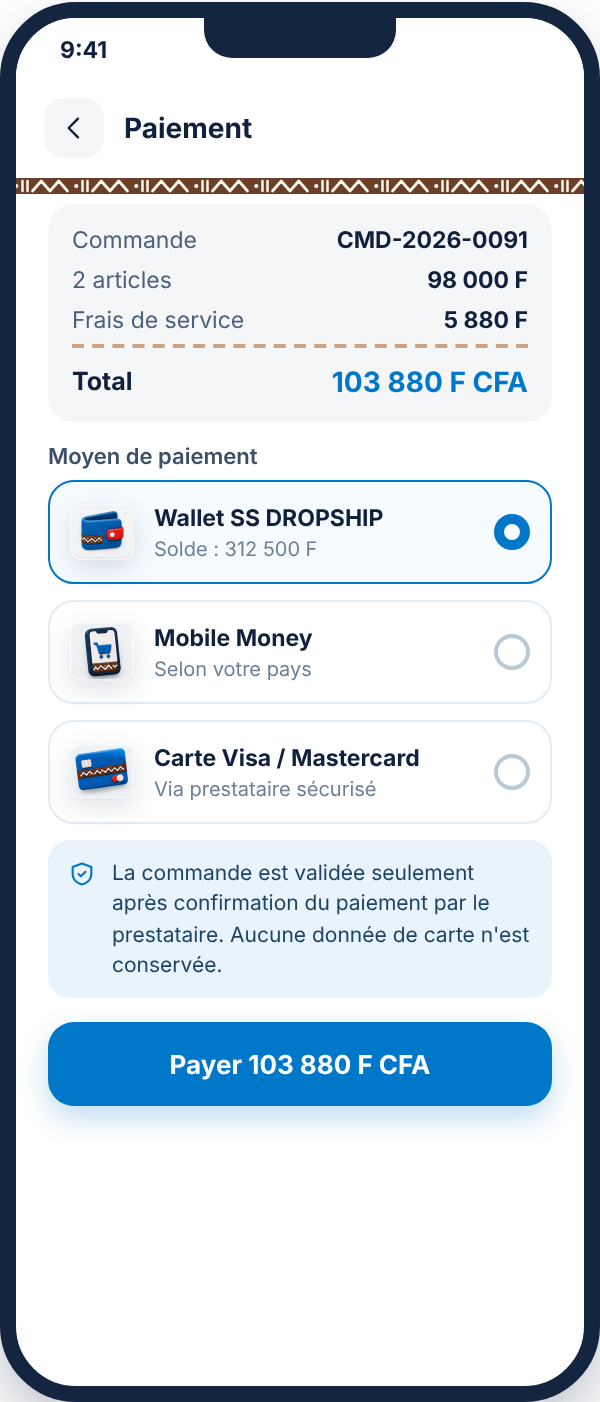 9:41
Paiement
Commande CMD-2026-0091
2 articles 98 000 F
Frais de service 5 880 F
Total 103 880 F CFA
Moyen de paiement
Wallet SS DROPSHIP
Solde : 312 500 F
Mobile Money
Selon votre pays
Carte Visa / Mastercard
Via prestataire sécurisé
La commande est validée seulement
après confirmation du paiement par le
prestataire. Aucune donnée de carte n'est
conservée.
Payer 103 880 F CFA